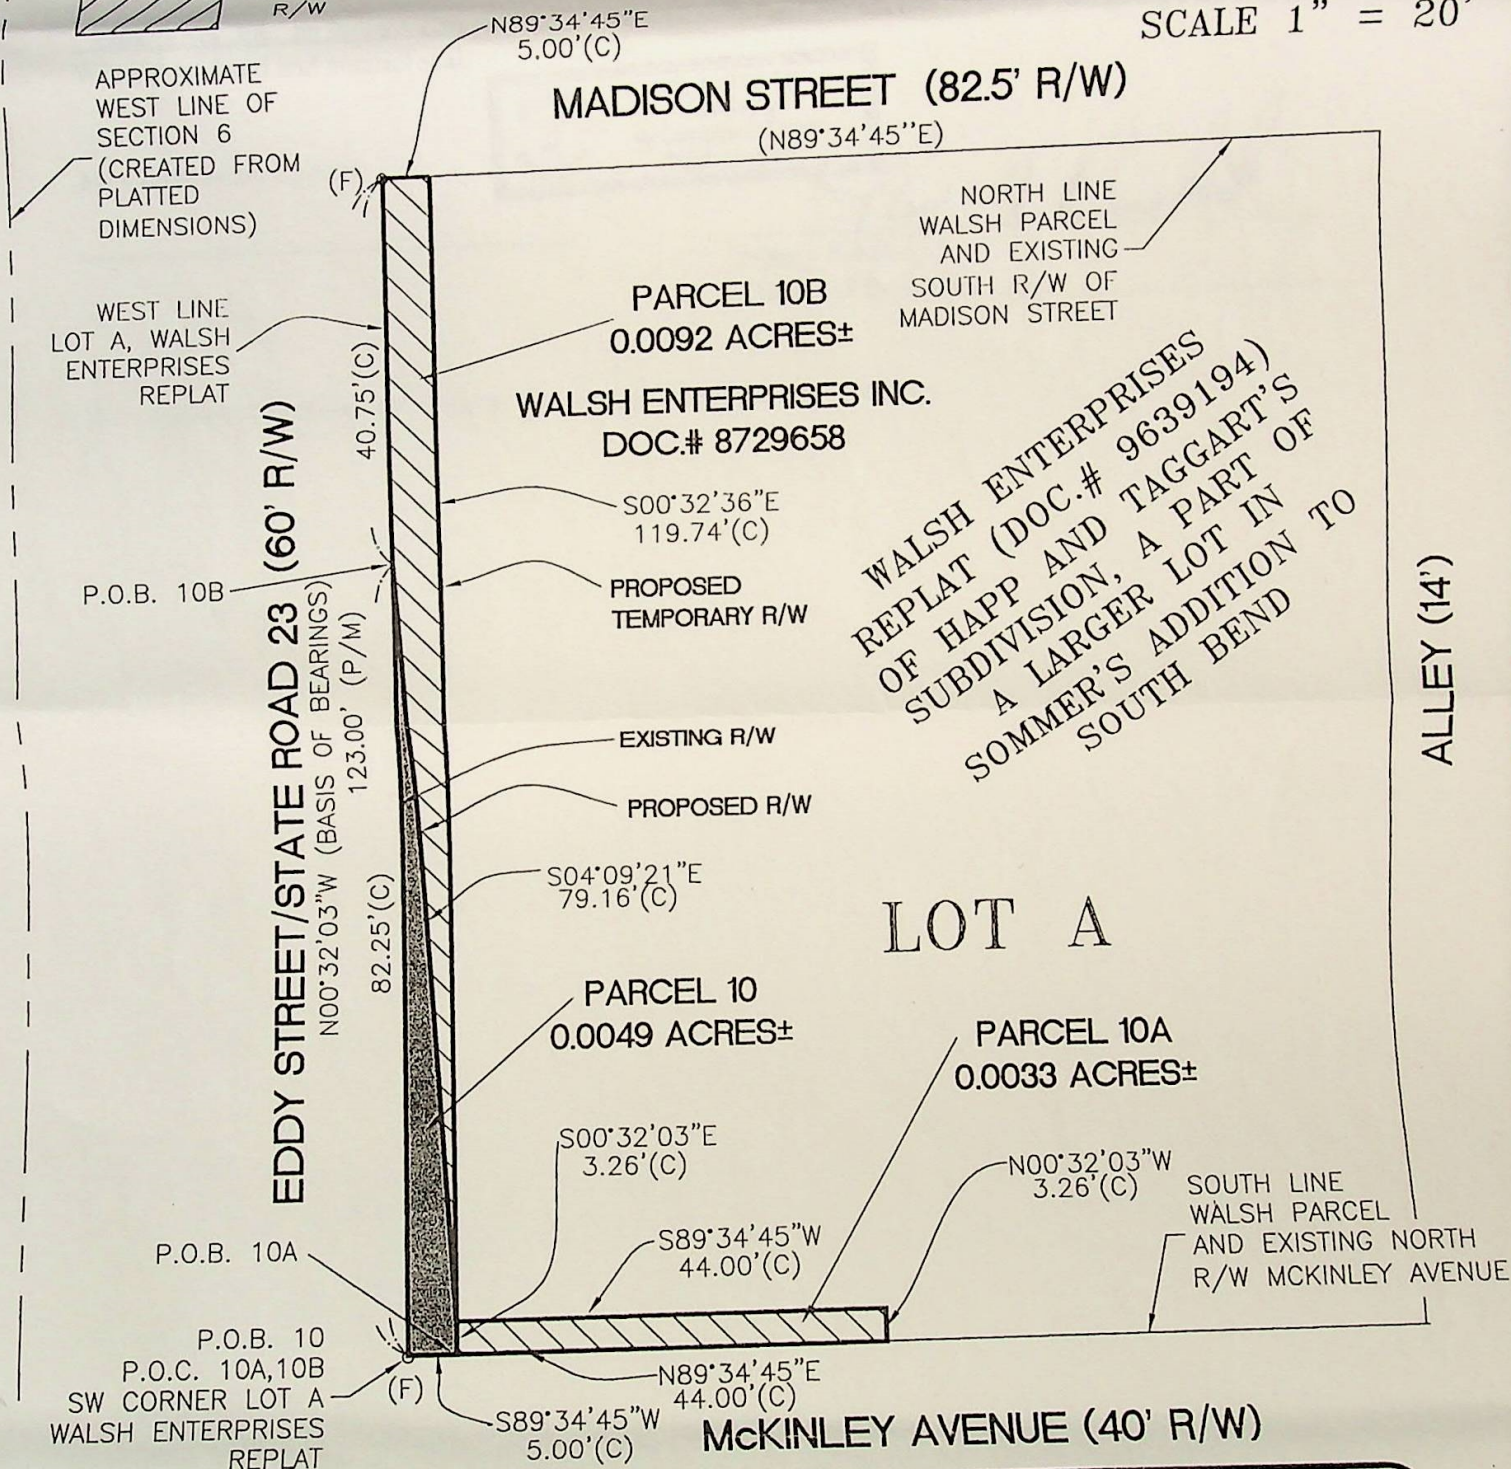 R/W
N89°34'45"E
5.00'(C)
SCALE 1" = 20'
MADISON STREET (82.5' R/W)
(N89°34'45''E)
APPROXIMATE
WEST LINE OF
SECTION 6
(CREATED FROM
PLATTED
DIMENSIONS)
(F)
NORTH LINE
WALSH PARCEL
AND EXISTING
SOUTH R/W OF
MADISON STREET
WEST LINE
LOT A, WALSH
ENTERPRISES
REPLAT
PARCEL 10B
0.0092 ACRES±
WALSH ENTERPRISES INC.
DOC.# 8729658
40.75'(C)
S00°32'36"E
119.74'(C)
WALSH ENTERPRISES
REPLAT (DOC.# 9639194)
OF HAPP AND TAGGART'S
SUBDIVISION, A PART OF
A LARGER LOT IN
SOMMER'S ADDITION TO
SOUTH BEND
P.O.B. 10B
PROPOSED
TEMPORARY R/W
EDDY STREET/STATE ROAD 23 (60' R/W)
N00°32'03"W (BASIS OF BEARINGS)
123.00' (P/M)
ALLEY (14')
EXISTING R/W
PROPOSED R/W
82.25'(C)
S04°09'21"E
79.16'(C)
LOT A
PARCEL 10
0.0049 ACRES±
PARCEL 10A
0.0033 ACRES±
S00°32'03"E
3.26'(C)
N00°32'03"W
3.26'(C)
SOUTH LINE
WALSH PARCEL
AND EXISTING NORTH
R/W MCKINLEY AVENUE
S89°34'45"W
44.00'(C)
P.O.B. 10A
P.O.B. 10
P.O.C. 10A,10B
SW CORNER LOT A
WALSH ENTERPRISES
REPLAT
(F)
N89°34'45"E
44.00'(C)
S89°34'45"W
5.00'(C)
McKINLEY AVENUE (40' R/W)